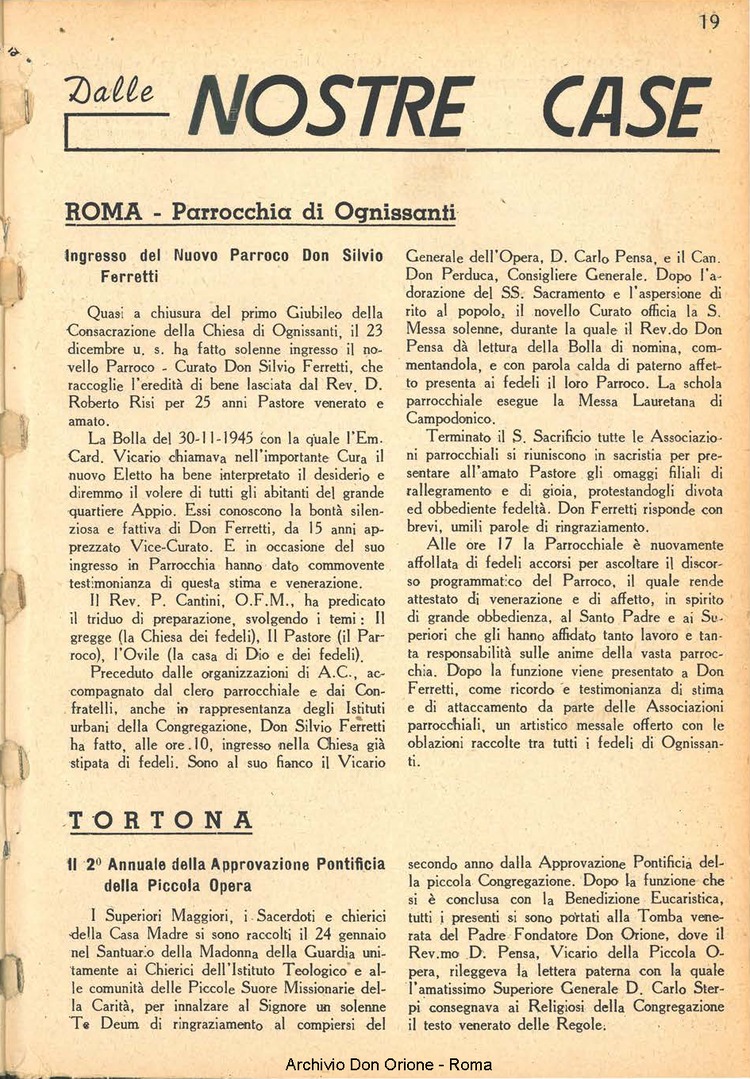 19
Dalle NOSTRE CASE
ROMA - Parrocchia di Ognissanti
Ingresso del Nuovo Parroco Don Silvio
Ferretti
Quasi a chiusura del primo Giubileo della
Consacrazione della Chiesa di Ognissanti, il 23
dicembre u. s. ha fatto solenne ingresso il no-
vello Parroco - Curato Don Silvio Ferretti, che
raccoglie l'eredità di bene lasciata dal Rev. D.
Roberto Risi per 25 anni Pastore venerato e
amato.
La Bolla del 30-11-1945 con la quale l'Em.
Card. Vicario chiamava nell'importante Cura il
nuovo Eletto ha bene interpretato il desiderio e
diremmo il volere di tutti gli abitanti del grande
quartiere Appio. Essi conoscono la bontà silen-
ziosa e fattiva di Don Ferretti, da 15 anni ap-
prezzato Vice-Curato. E in occasione del suo
ingresso in Parrocchia hanno dato commovente
testimonianza di questa stima e venerazione.
Il Rev. P. Cantini, O.F.M., ha predicato
il triduo di preparazione, svolgendo i temi: Il
gregge (la Chiesa dei fedeli), Il Pastore (il Par-
roco), l'Ovile (la casa di Dio e dei fedeli).
Preceduto dalle organizzazioni di A.C., ac-
compagnato dal clero parrocchiale e dai Con-
fratelli, anche in rappresentanza degli Istituti
urbani della Congregazione, Don Silvio Ferretti
ha fatto, alle ore 10, ingresso nella Chiesa già
stipata di fedeli. Sono al suo fianco il Vicario
Generale dell'Opera, D. Carlo Pensa, e il Can.
Don Perduca, Consigliere Generale. Dopo l'a-
dorazione del SS. Sacramento e l'aspersione di
rito al popolo, il novello Curato officia la S.
Messa solenne, durante la quale il Rev.do Don
Pensa dà lettura della Bolla di nomina, com-
mentandola, e con parola calda di paterno affet-
to presenta ai fedeli il loro Parroco. La schola
parrocchiale esegue la Messa Lauretana di
Campodonico.
Terminato il S. Sacrificio tutte le Associazio-
ni parrocchiali si riuniscono in sacristia per pre-
sentare all'amato Pastore gli omaggi filiali di
rallegramento e di gioia, protestandogli divota
ed obbediente fedeltà. Don Ferretti risponde con
brevi, umili parole di ringraziamento.
Alle ore 17 la Parrocchiale è nuovamente
affollata di fedeli accorsi per ascoltare il discor-
so programmatico del Parroco, il quale rende
attestato di venerazione e di affetto, in spirito
di grande obbedienza, al Santo Padre e ai Su-
periori che gli hanno affidato tanto lavoro e tan-
ta responsabilità sulle anime della vasta parroc-
chia. Dopo la funzione viene presentato a Don
Ferretti, come ricordo e testimonianza di stima
e di attaccamento da parte delle Associazioni
parrocchiali, un artistico messale offerto con le
oblazioni raccolte tra tutti i fedeli di Ognissan-
ti.
TORTONA
Il 2º Annuale della Approvazione Pontificia
della Piccola Opera
I Superiori Maggiori, i Sacerdoti e chierici
della Casa Madre si sono raccolti il 24 gennaio
nel Santuario della Madonna della Guardia uni-
tamente ai Chierici dell'Istituto Teologico e al-
le comunità delle Piccole Suore Missionarie del-
la Carità, per innalzare al Signore un solenne
Te Deum di ringraziamento al compiersi del
secondo anno dalla Approvazione Pontificia del-
la piccola Congregazione. Dopo la funzione che
si è conclusa con la Benedizione Eucaristica,
tutti i presenti si sono portati alla Tomba vene-
rata del Padre Fondatore Don Orione, dove il
Rev.mo D. Pensa, Vicario della Piccola O-
pera, rileggeva la lettera paterna con la quale
l'amatissimo Superiore Generale D. Carlo Ster-
pi consegnava ai Religiosi della Congregazione
il testo venerato delle Regole.
Archivio Don Orione - Roma